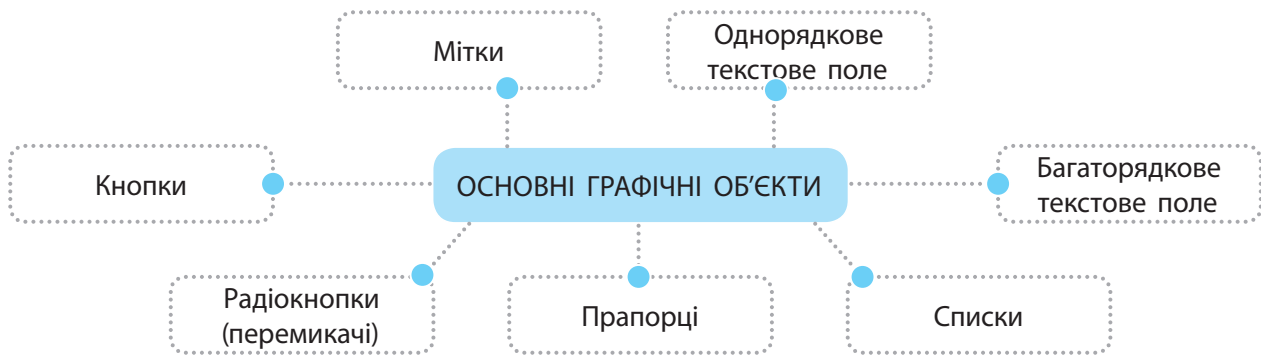 Мітки
Однорядкове
текстове поле
Кнопки
ОСНОВНІ ГРАФІЧНІ ОБ’ЄКТИ
Багаторядкове
текстове поле
Радіокнопки
(перемикачі)
Прапорці
Списки